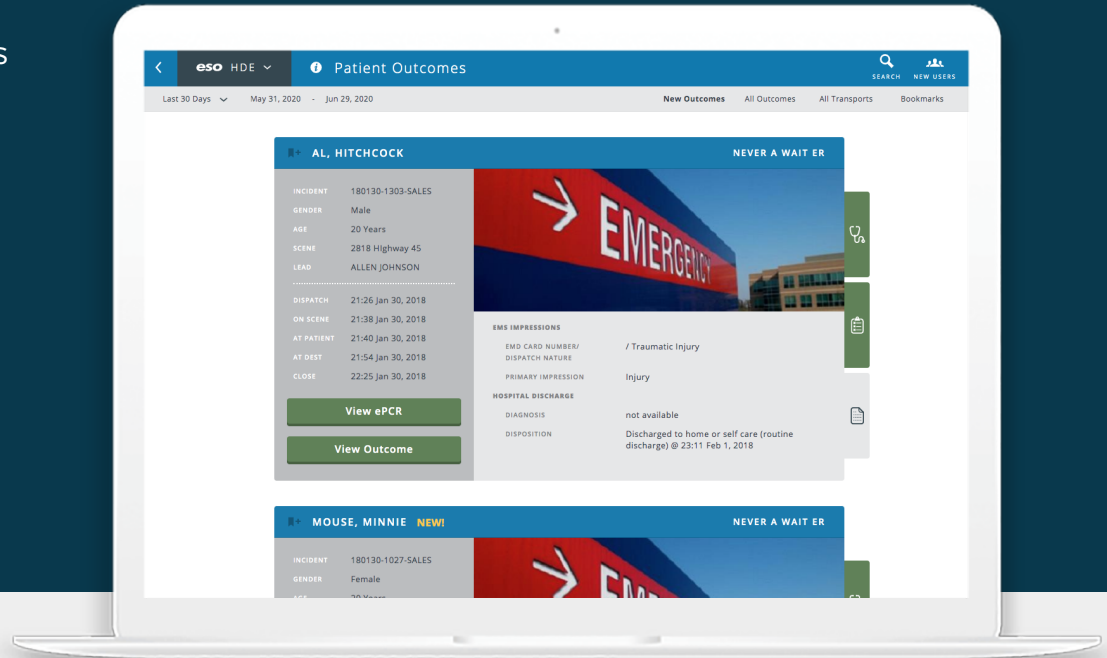 s
eso HDE
Patient Outcomes
SEARCH
NEW USERS
Last 30 Days
May 31, 2020 - Jun 29, 2020
New Outcomes
All Outcomes
All Transports
Bookmarks
AL, HITCHCOCK
NEVER A WAIT ER
INCIDENT 180130-1303-SALES
GENDER Male
AGE 20 Years
SCENE 2818 HIghway 45
LEAD ALLEN JOHNSON
DISPATCH 21:26 Jan 30, 2018
ON SCENE 21:38 Jan 30, 2018
AT PATIENT 21:40 Jan 30, 2018
AT DEST 21:54 Jan 30, 2018
CLOSE 22:25 Jan 30, 2018
View ePCR
View Outcome
EMERGENCY
EMS IMPRESSIONS
EMD CARD NUMBER/ / Traumatic Injury
DISPATCH NATURE
PRIMARY IMPRESSION Injury
HOSPITAL DISCHARGE
DIAGNOSIS not available
DISPOSITION Discharged to home or self care (routine
discharge) @ 23:11 Feb 1, 2018
MOUSE, MINNIE NEW!
NEVER A WAIT ER
INCIDENT 180130-1027-SALES
GENDER Female
AGE 20 Years